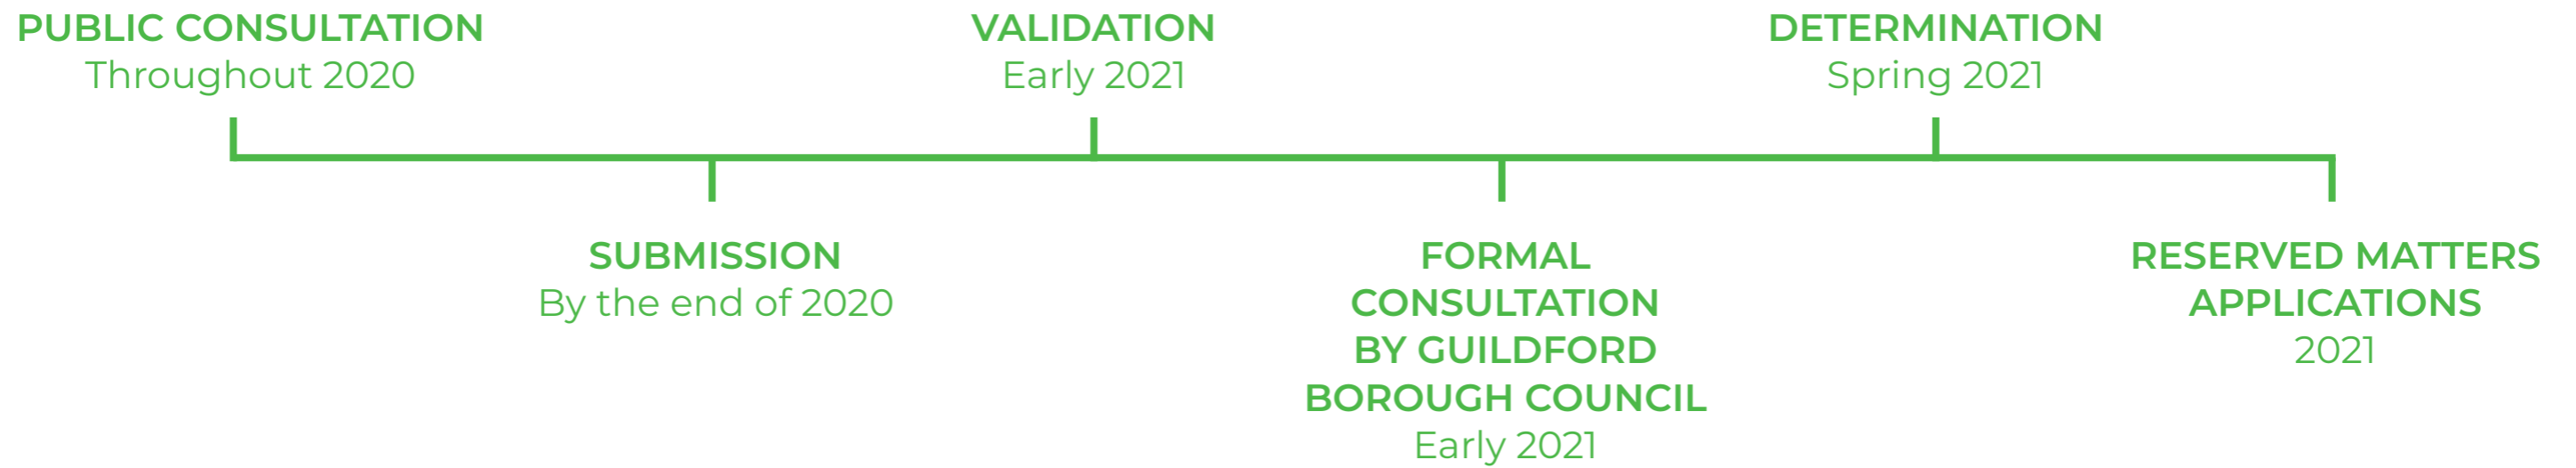 PUBLIC CONSULTATION
Throughout 2020
SUBMISSION
By the end of 2020
VALIDATION
Early 2021
FORMAL
CONSULTATION
BY GUILDFORD
BOROUGH COUNCIL
Early 2021
DETERMINATION
Spring 2021
RESERVED MATTERS
APPLICATIONS
2021